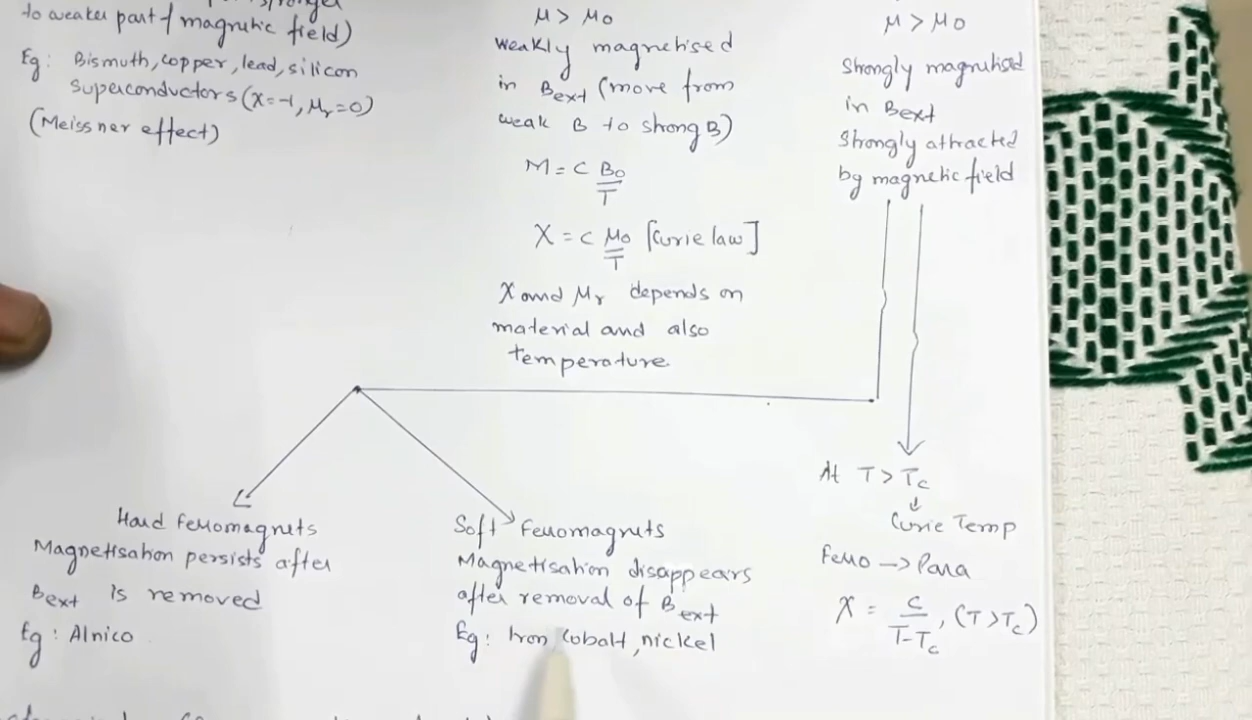 to weaker part of magnetic field)
Eg: Bismuth, copper, lead, silicon
superconductors (χ=-1, μr=0)
(Meissner effect)
μ > μ0
Weakly magnetised
in Bext (move from
weak B to strong B)
M = C B0/T
χ = C μ0/T [Curie law]
χ and μr depends on
material and also
temperature
μ > μ0
Strongly magnetised
in Bext
Strongly attracted
by magnetic field
Hard ferromagnets
Magnetisation persists after
Bext is removed
Eg: Alnico
Soft ferromagnets
Magnetisation disappears
after removal of Bext
Eg: Iron, cobalt, nickel
At T > Tc
Curie Temp
Ferro → Para
χ = C/(T-Tc), (T > Tc)